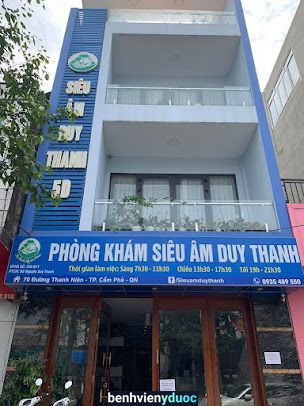 SIÊU
ÂM
DUY
THANH
5D
PHÒNG KHÁM SIÊU ÂM DUY THANH
Thời gian làm việc: Sáng 7h30 - 11h30 Chiều 13h30 - 17h30 Tối 19h - 21h30
70 Đường Thanh Niên - TP. Cẩm Phả - QN
/Sieuamduythanh
0935 489 550
benhvienyduoc